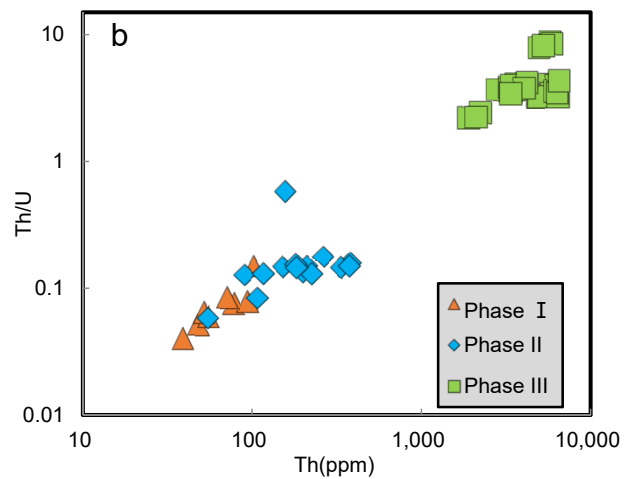 b
10
1
0.1
0.01
Th/U
10
100
1,000
10,000
Th(ppm)
Phase I
Phase II
Phase III